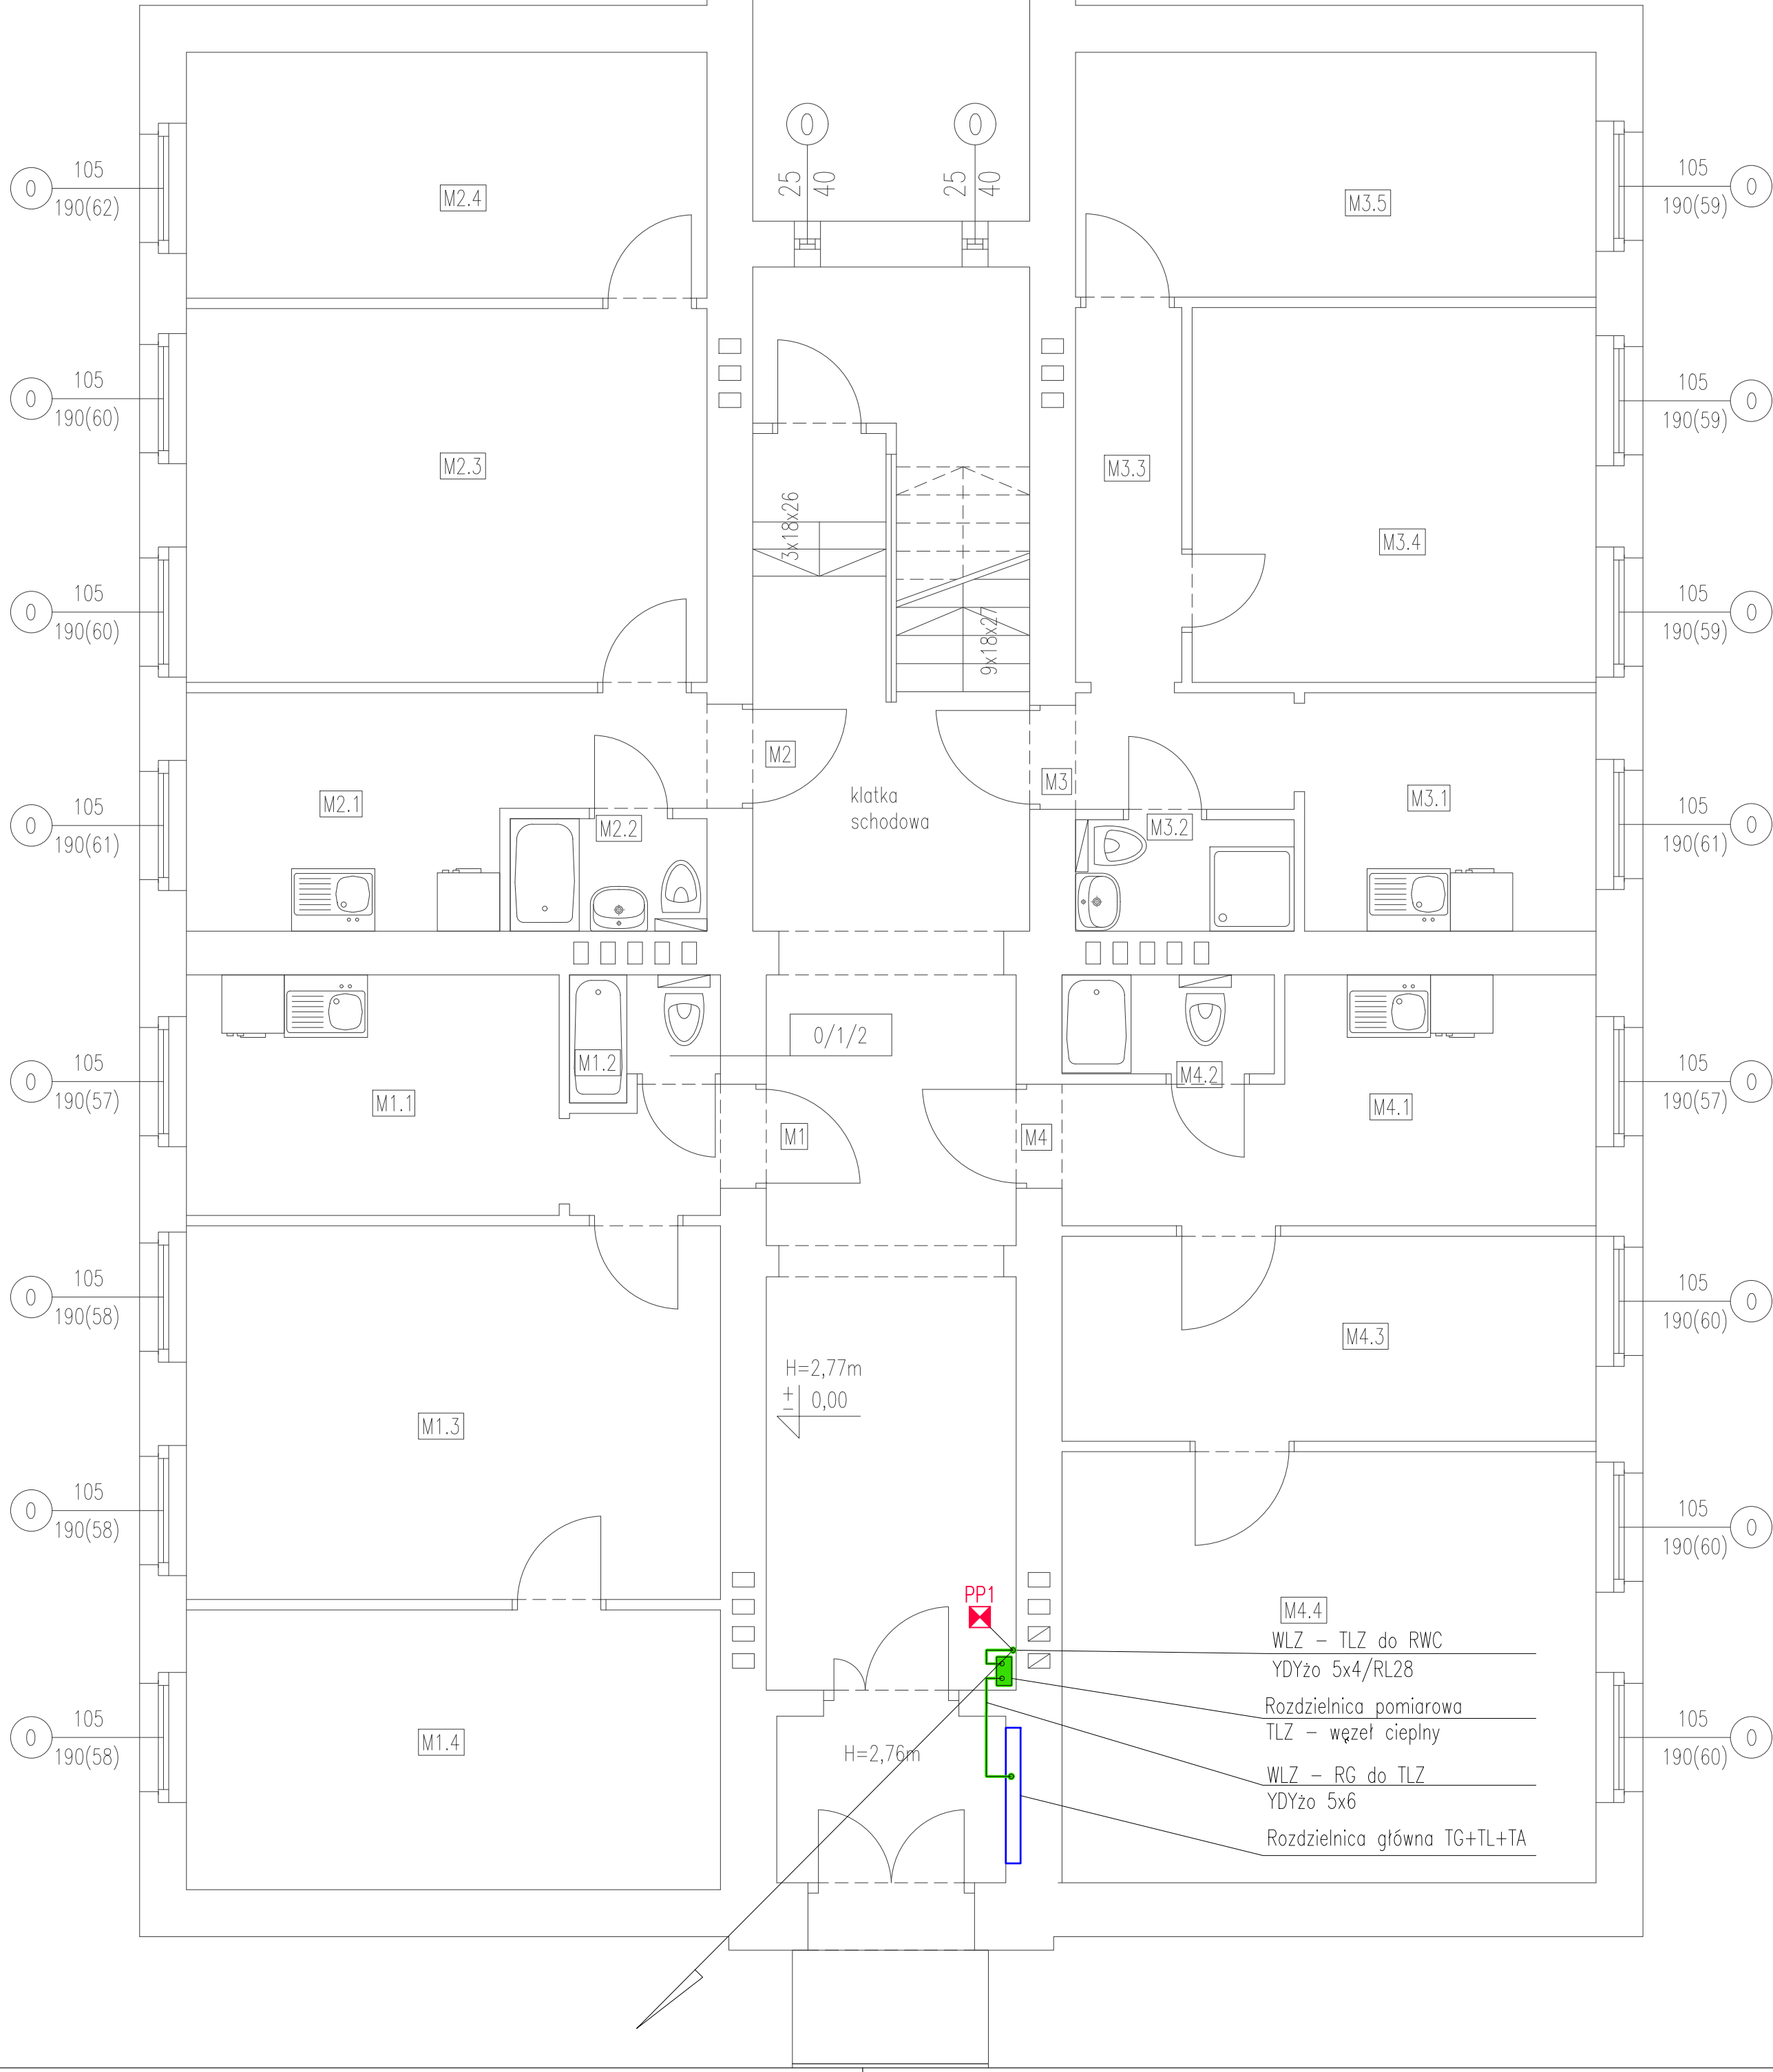 0
0
25
40
25
40
0
105
190(62)
M2.4
M3.5
105
190(59)
0
0
105
190(60)
M2.3
M3.3
105
190(59)
0
3x18x26
M3.4
0
105
190(60)
9x18x27
105
190(59)
0
M2
M3
klatka
schodowa
0
105
190(61)
M2.1
M2.2
M3.2
M3.1
105
190(61)
0
0/1/2
0
105
190(57)
M1.1
M1.2
M4.2
M4.1
105
190(57)
0
M1
M4
0
105
190(58)
M4.3
105
190(60)
0
H=2,77m
± 0,00
M1.3
0
105
190(58)
105
190(60)
0
PP1
M4.4
WLZ - TLZ do RWC
YDYżo 5x4/RL28
Rozdzielnica pomiarowa
TLZ - węzeł cieplny
0
105
190(58)
M1.4
H=2,76m
WLZ - RG do TLZ
YDYżo 5x6
105
190(60)
0
Rozdzielnica główna TG+TL+TA